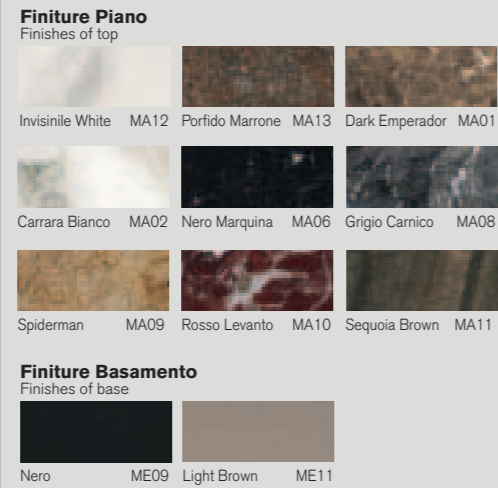 Finiture Piano
Finishes of top
Invisinile White MA12 Porfido Marrone MA13 Dark Emperador MA01
Carrara Bianco MA02 Nero Marquina MA06 Grigio Carnico MA08
Spiderman MA09 Rosso Levanto MA10 Sequoia Brown MA11
Finiture Basamento
Finishes of base
Nero ME09 Light Brown ME11